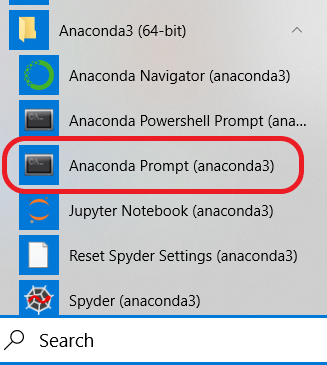 Anaconda3 (64-bit)
Anaconda Navigator (anaconda3)
Anaconda Powershell Prompt (ana...
Anaconda Prompt (anaconda3)
Jupyter Notebook (anaconda3)
Reset Spyder Settings (anaconda3)
Spyder (anaconda3)
Search